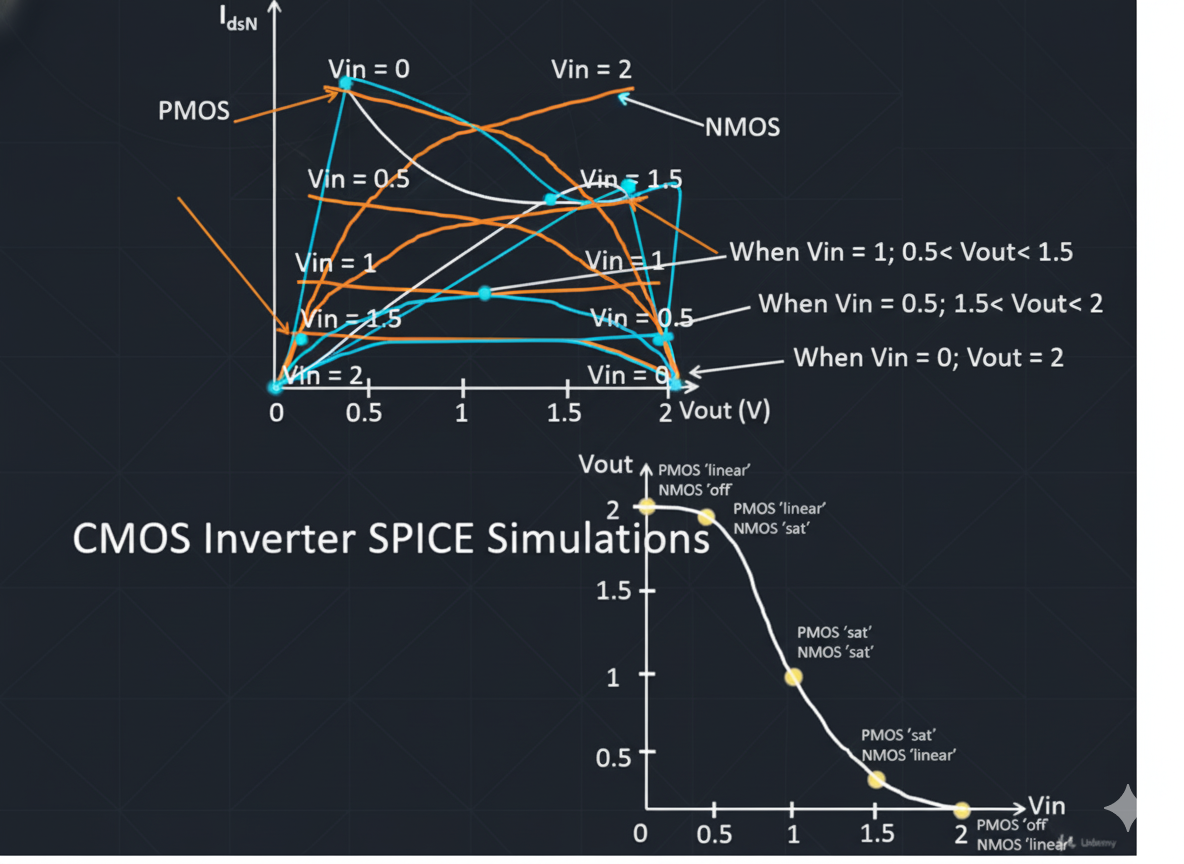 IdsN
Vin = 0
Vin = 2
PMOS
NMOS
Vin = 0.5
Vin = 1.5
When Vin = 1; 0.5< Vout< 1.5
Vin = 1
Vin = 1
When Vin = 0.5; 1.5< Vout< 2
Vin = 1.5
Vin = 0.5
When Vin = 0; Vout = 2
Vin = 2
Vin = 0
0 0.5 1 1.5 2 Vout (V)
Vout
PMOS 'linear'
NMOS 'off'
2
PMOS 'linear'
NMOS 'sat'
CMOS Inverter SPICE Simulations
1.5
PMOS 'sat'
NMOS 'sat'
1
PMOS 'sat'
NMOS 'linear'
0.5
Vin
0 0.5 1 1.5 2
PMOS 'off'
NMOS 'linear'
Udemy